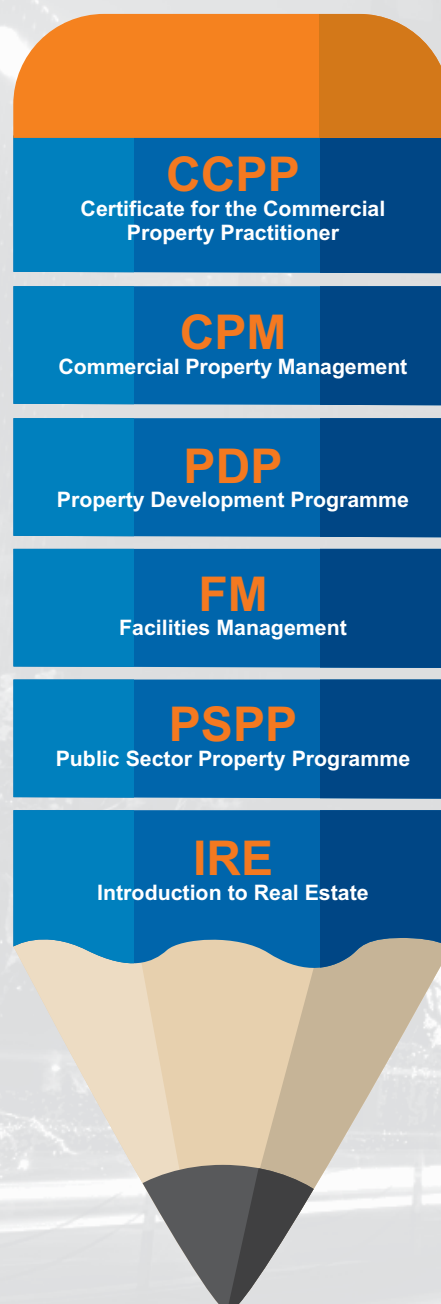 CCPP
Certificate for the Commercial
Property Practitioner
CPM
Commercial Property Management
PDP
Property Development Programme
FM
Facilities Management
PSPP
Public Sector Property Programme
IRE
Introduction to Real Estate